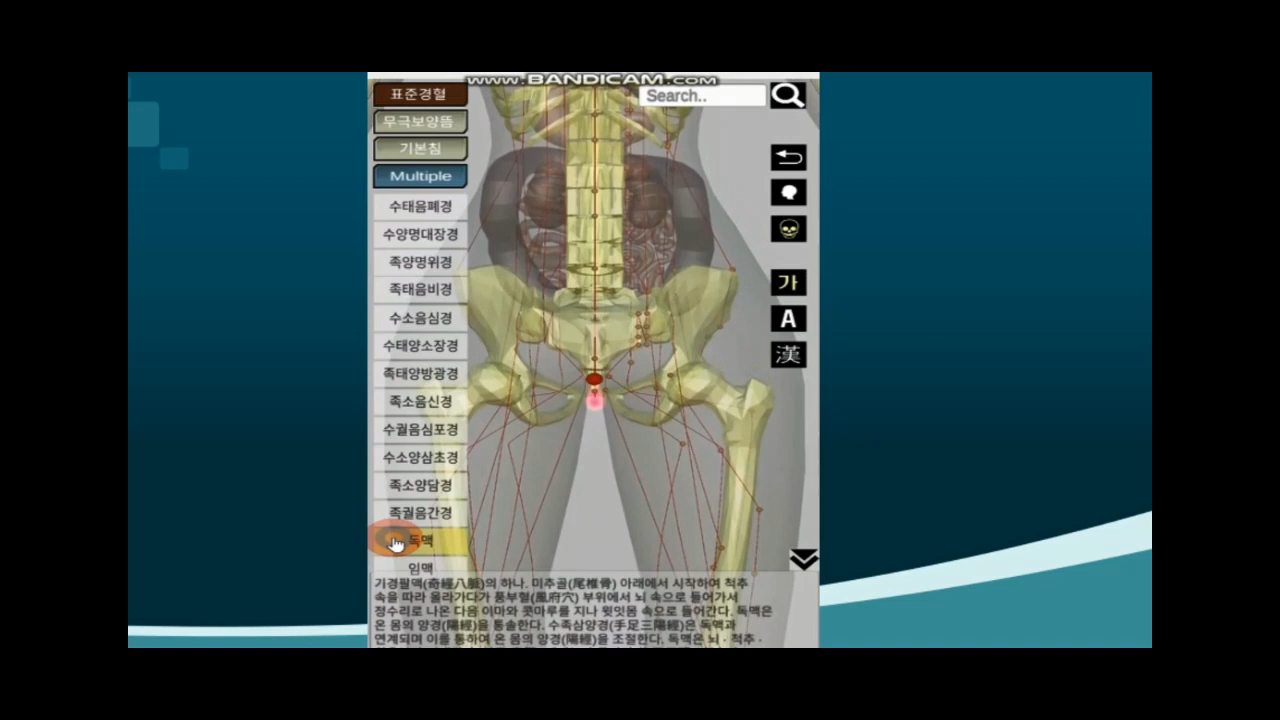 www.BANDICAM.com
표준경혈
Search..
무극보양뜸
기본침
Multiple
수태음폐경
수양명대장경
족양명위경
족태음비경
수소음심경
수태양소장경
족태양방광경
족소음신경
수궐음심포경
수소양삼초경
족소양담경
족궐음간경
독맥
임맥
가
A
漢
기경팔맥(奇經八脈)의 하나. 미추골(尾椎骨) 아래에서 시작하여 척추
속을 따라 올라가다가 풍부혈(風府穴) 부위에서 뇌 속으로 들어가서
정수리로 나온 다음 이마와 콧마루를 지나 윗잇몸 속으로 들어간다. 독맥은
온 몸의 양경(陽經)을 통솔한다. 수족삼양경(手足三陽經)은 독맥과
연계되며 이를 통하여 온 몸의 양경(陽經)을 조절한다. 독맥은 뇌 · 척추 ·